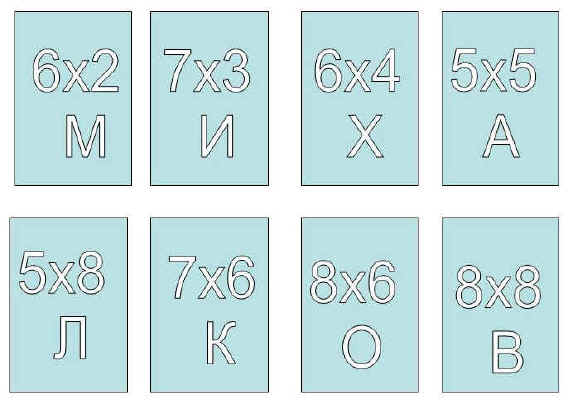 6x2 7x3 6x4 5x5
М И Х А
5x8 7x6 8x6 8x8
Л К О В